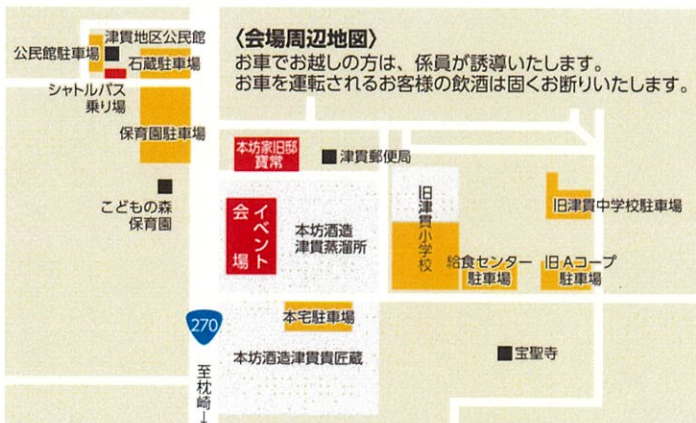 〈会場周辺地図〉
お車でお越しの方は、係員が誘導いたします。
お車を運転されるお客様の飲酒は固くお断りいたします。
津貫地区公民館
公民館駐車場
石蔵駐車場
シャトルバス
乗り場
保育園駐車場
こどもの森
保育園
本坊家旧邸
寶常
津貫郵便局
イベント
会場
本坊酒造
津貫蒸溜所
旧津貫小学校
旧津貫中学校駐車場
給食センター
駐車場
旧Aコープ
駐車場
270
本宅駐車場
本坊酒造津貫貴匠蔵
宝聖寺
至枕崎→